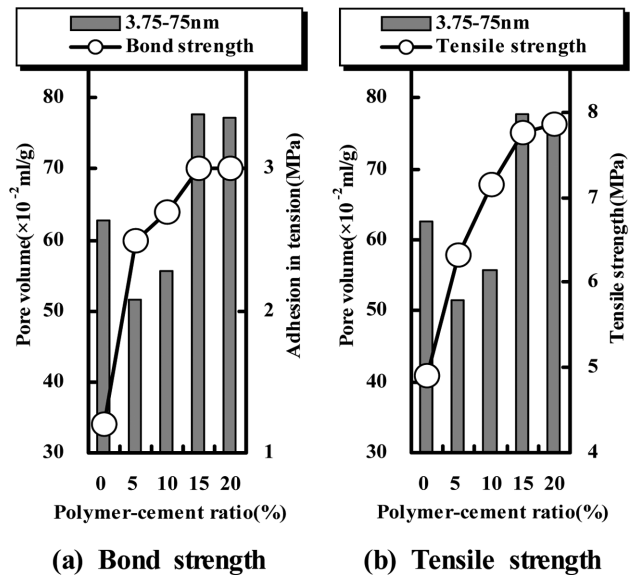 3.75-75nm
Bond strength
80
70
60
50
40
30
Pore volume(×10⁻²ml/g)
3
2
1
Adhesion in tension(MPa)
0 5 10 15 20
Polymer-cement ratio(%)
(a) Bond strength
3.75-75nm
Tensile strength
80
70
60
50
40
30
Pore volume(×10⁻²ml/g)
8
7
6
5
4
Tensile strength(MPa)
0 5 10 15 20
Polymer-cement ratio(%)
(b) Tensile strength